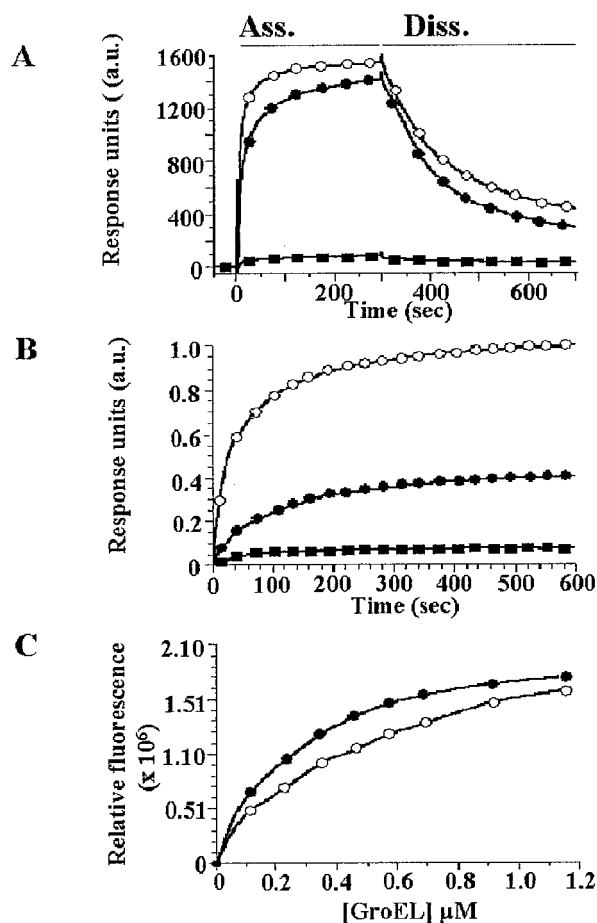 Ass. Diss.
A
Response units ( (a.u.)
1600
1200
800
400
0
0 200 400 600
Time (sec)
B
Response units (a.u.)
1.0
0.8
0.6
0.4
0.2
0
0 100 200 300 400 500 600
Time (sec)
C
Relative fluorescence
(x 10⁶)
2.10
1.51
1.10
0.51
0
0 0.2 0.4 0.6 0.8 1.0 1.2
[GroEL] µM